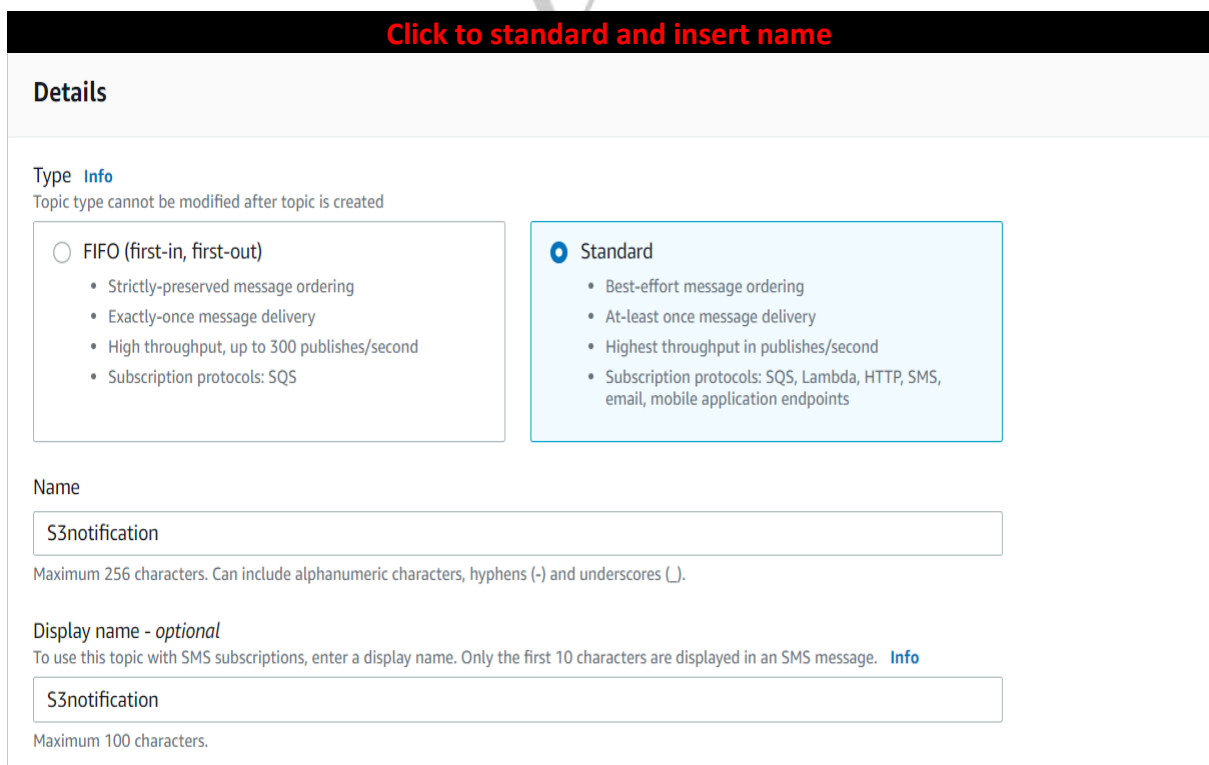 Click to standard and insert name
Details
Type Info
Topic type cannot be modified after topic is created
FIFO (first-in, first-out)
• Strictly-preserved message ordering
• Exactly-once message delivery
• High throughput, up to 300 publishes/second
• Subscription protocols: SQS
Standard
• Best-effort message ordering
• At-least once message delivery
• Highest throughput in publishes/second
• Subscription protocols: SQS, Lambda, HTTP, SMS,
email, mobile application endpoints
Name
S3notification
Maximum 256 characters. Can include alphanumeric characters, hyphens (-) and underscores (_).
Display name - optional
To use this topic with SMS subscriptions, enter a display name. Only the first 10 characters are displayed in an SMS message. Info
S3notification
Maximum 100 characters.